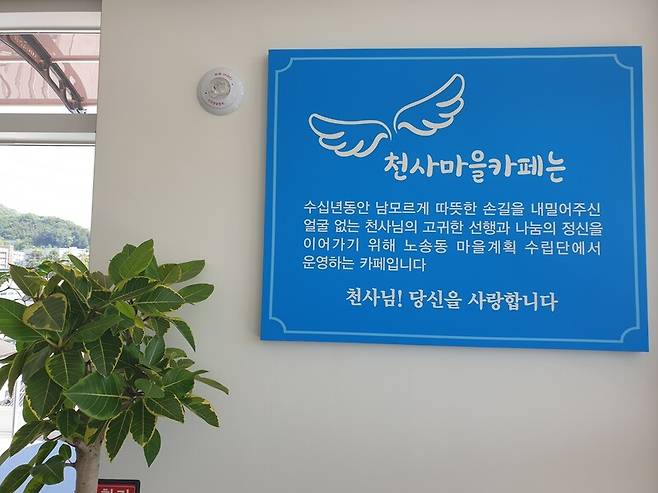 천사마을카페는
수십년동안 남모르게 따뜻한 손길을 내밀어주신
얼굴 없는 천사님의 고귀한 선행과 나눔의 정신을
이어가기 위해 노송동 마을계획 수립단에서
운영하는 카페입니다
천사님! 당신을 사랑합니다